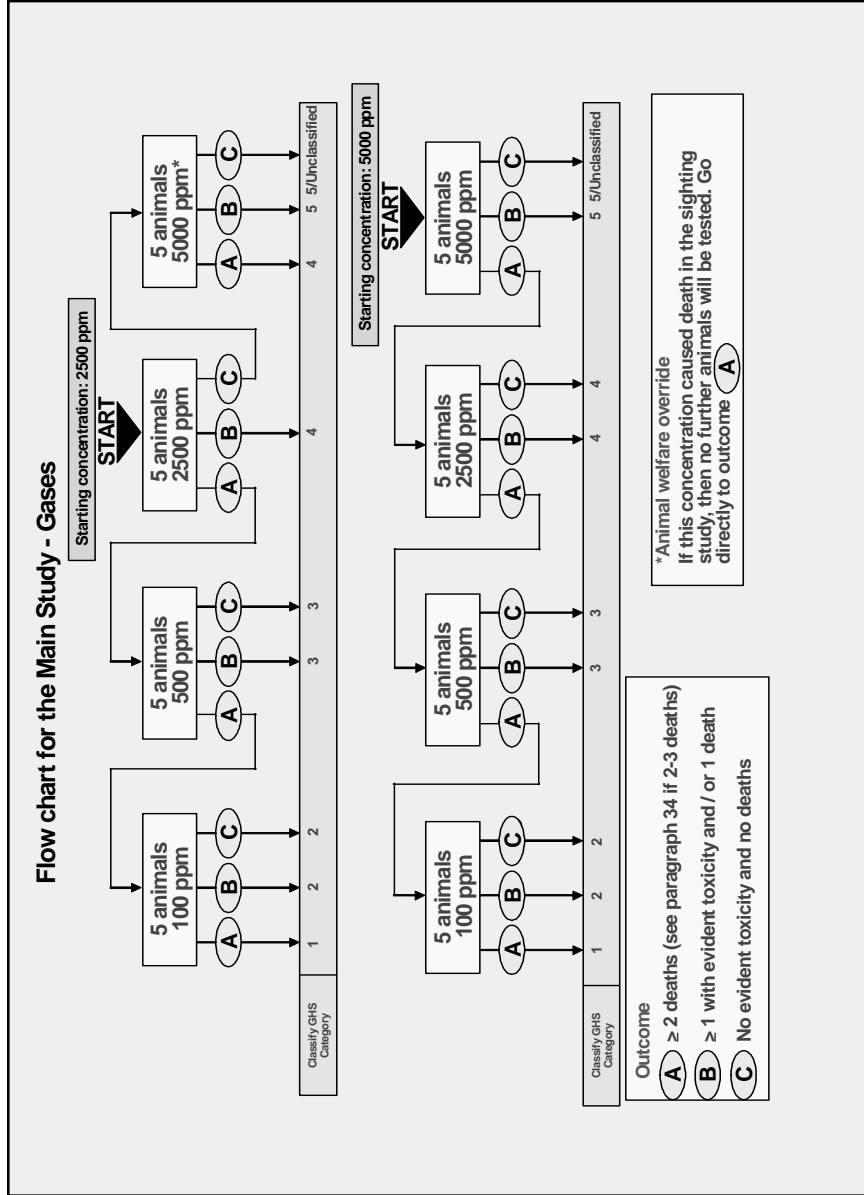 Flow chart for the Main Study - Gases
Starting concentration: 2500 ppm
START
5 animals
100 ppm
5 animals
500 ppm
5 animals
2500 ppm
5 animals
5000 ppm*
A
B
C
A
B
C
A
B
C
A
B
C
Classify GHS
Category
1
2
2
3
3
4
4
5
5/Unclassified
Starting concentration: 5000 ppm
START
5 animals
100 ppm
5 animals
500 ppm
5 animals
2500 ppm
5 animals
5000 ppm
A
B
C
A
B
C
A
B
C
A
B
C
Classify GHS
Category
1
2
2
3
3
4
4
5
5/Unclassified
Outcome
A ≥ 2 deaths (see paragraph 34 if 2-3 deaths)
B ≥ 1 with evident toxicity and / or 1 death
C No evident toxicity and no deaths
*Animal welfare override
If this concentration caused death in the sighting
study, then no further animals will be tested. Go
directly to outcome A